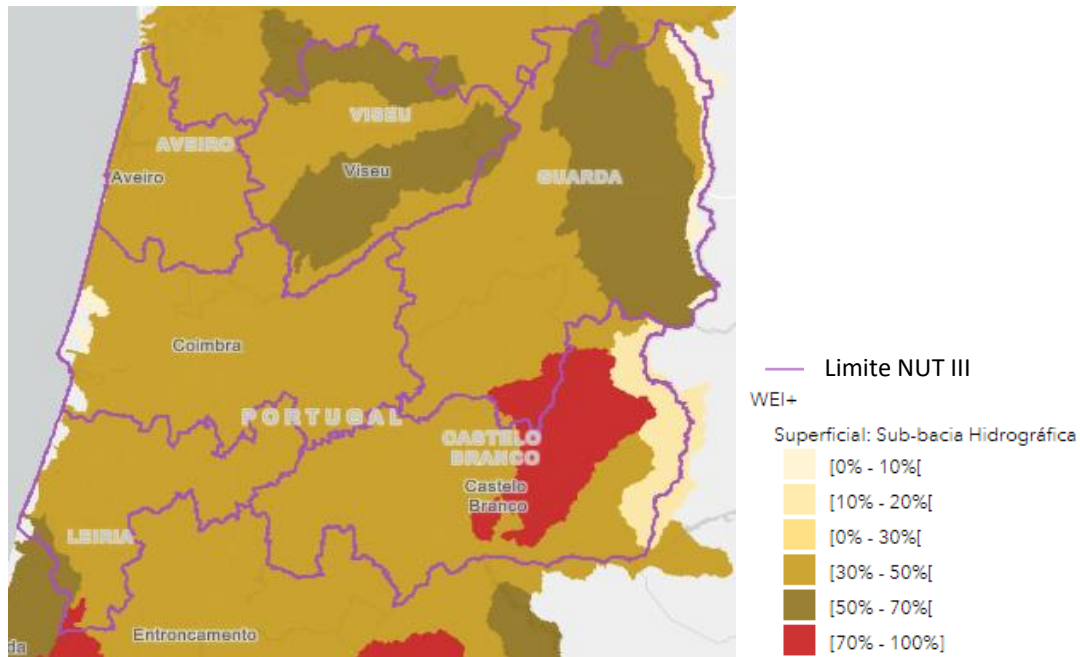 VISEU
AVEIRO
Viseu
Aveiro
GUARDA
Coimbra
PORTUGAL
CASTELO
BRANCO
Castelo
Branco
LEIRIA
Entroncamento
da
Limite NUT III
WEI+
Superficial: Sub-bacia Hidrográfica
[0% - 10%[
[10% - 20%[
[0% - 30%[
[30% - 50%[
[50% - 70%[
[70% - 100%]